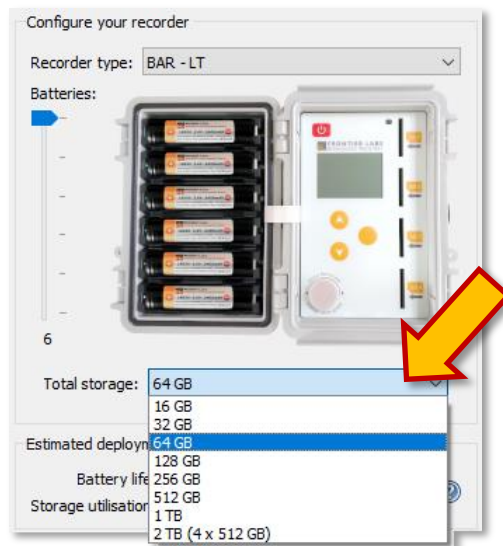 Configure your recorder
Recorder type: BAR - LT
Batteries:
FRONTIER LABS
6
Total storage: 64 GB
16 GB
32 GB
64 GB
128 GB
256 GB
512 GB
1 TB
2 TB (4 x 512 GB)
Estimated deploym
Battery life
Storage utilisation